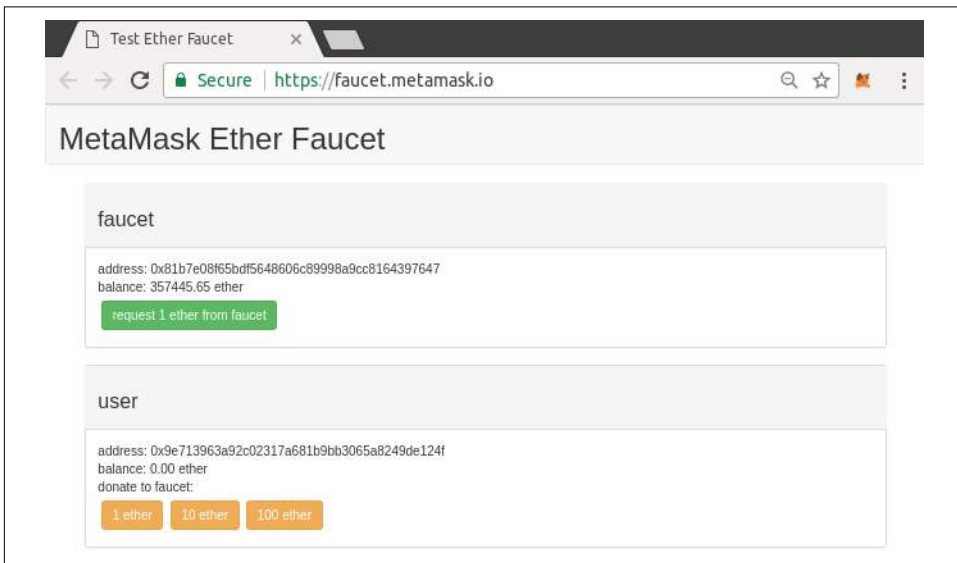 Test Ether Faucet
Secure | https://faucet.metamask.io
MetaMask Ether Faucet
faucet
address: 0x81b7e08f65bdf5648606c89998a9cc8164397647
balance: 357445.65 ether
request 1 ether from faucet
user
address: 0x9e713963a92c02317a681b9bb3065a8249de124f
balance: 0.00 ether
donate to faucet:
1 ether 10 ether 100 ether